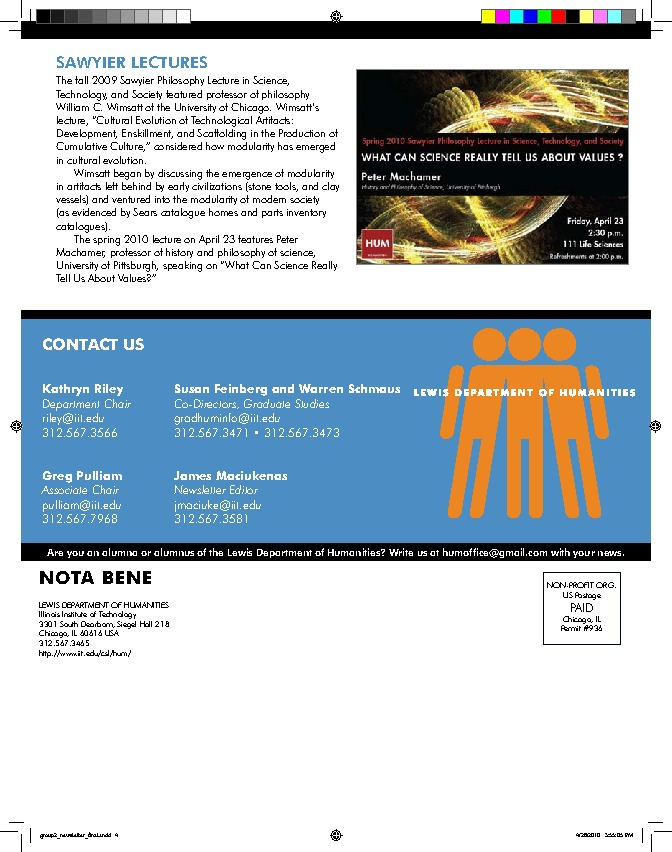 SAWYIER LECTURES
The fall 2009 Sawyier Philosophy Lecture in Science,
Technology, and Society featured professor of philosophy
William C. Wimsatt of the University of Chicago. Wimsatt's
lecture, "Cultural Evolution of Technological Artifacts:
Development, Enskillment, and Scaffolding in the Production of
Cumulative Culture," considered how modularity has emerged
in cultural evolution.
Wimsatt began by discussing the emergence of modularity
in artifacts left behind by early civilizations (stone tools, and clay
vessels) and ventured into the modularity of modern society
(as evidenced by Sears catalogue homes and parts inventory
catalogues).
The spring 2010 lecture on April 23 features Peter
Machamer, professor of history and philosophy of science,
University of Pittsburgh, speaking on "What Can Science Really
Tell Us About Values?"
Spring 2010 Sawyier Philosophy Lecture in Science, Technology, and Society
WHAT CAN SCIENCE REALLY TELL US ABOUT VALUES ?
Peter Machamer
History and Philosophy of Science, University of Pittsburgh
Friday, April 23
2:30 p.m.
111 Life Sciences
Refreshments at 2:00 p.m.
HUM
CONTACT US
Kathryn Riley
Department Chair
riley@iit.edu
312.567.3566
Susan Feinberg and Warren Schmaus
Co-Directors, Graduate Studies
gradhuminfo@iit.edu
312.567.3471 • 312.567.3473
Greg Pulliam
Associate Chair
pulliam@iit.edu
312.567.7968
James Maciukenas
Newsletter Editor
jmaciuke@iit.edu
312.567.3581
LEWIS DEPARTMENT OF HUMANITIES
Are you an alumna or alumnus of the Lewis Department of Humanities? Write us at humoffice@gmail.com with your news.
NOTA BENE
LEWIS DEPARTMENT OF HUMANITIES
Illinois Institute of Technology
3301 South Dearborn, Siegel Hall 218
Chicago, IL 60616 USA
312.567.3465
http://www.iit.edu/csl/hum/
NON-PROFIT ORG.
US Postage
PAID
Chicago, IL
Permit #936
group2_newsletter_final.indd 4
4/28/2010 3:55:05 PM